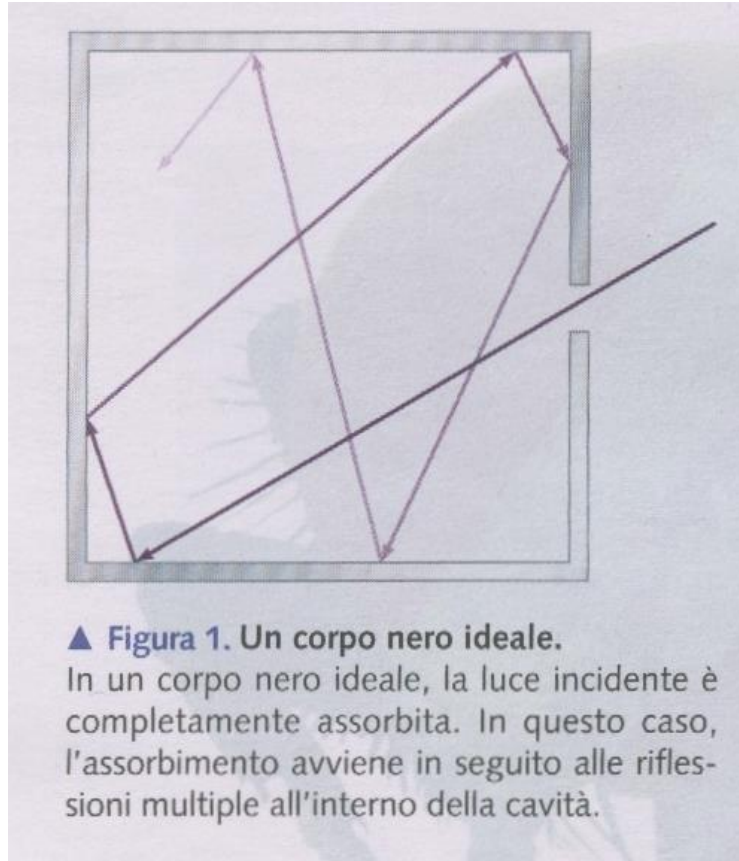 ▲ Figura 1. Un corpo nero ideale.
In un corpo nero ideale, la luce incidente è
completamente assorbita. In questo caso,
l'assorbimento avviene in seguito alle rifles-
sioni multiple all'interno della cavità.